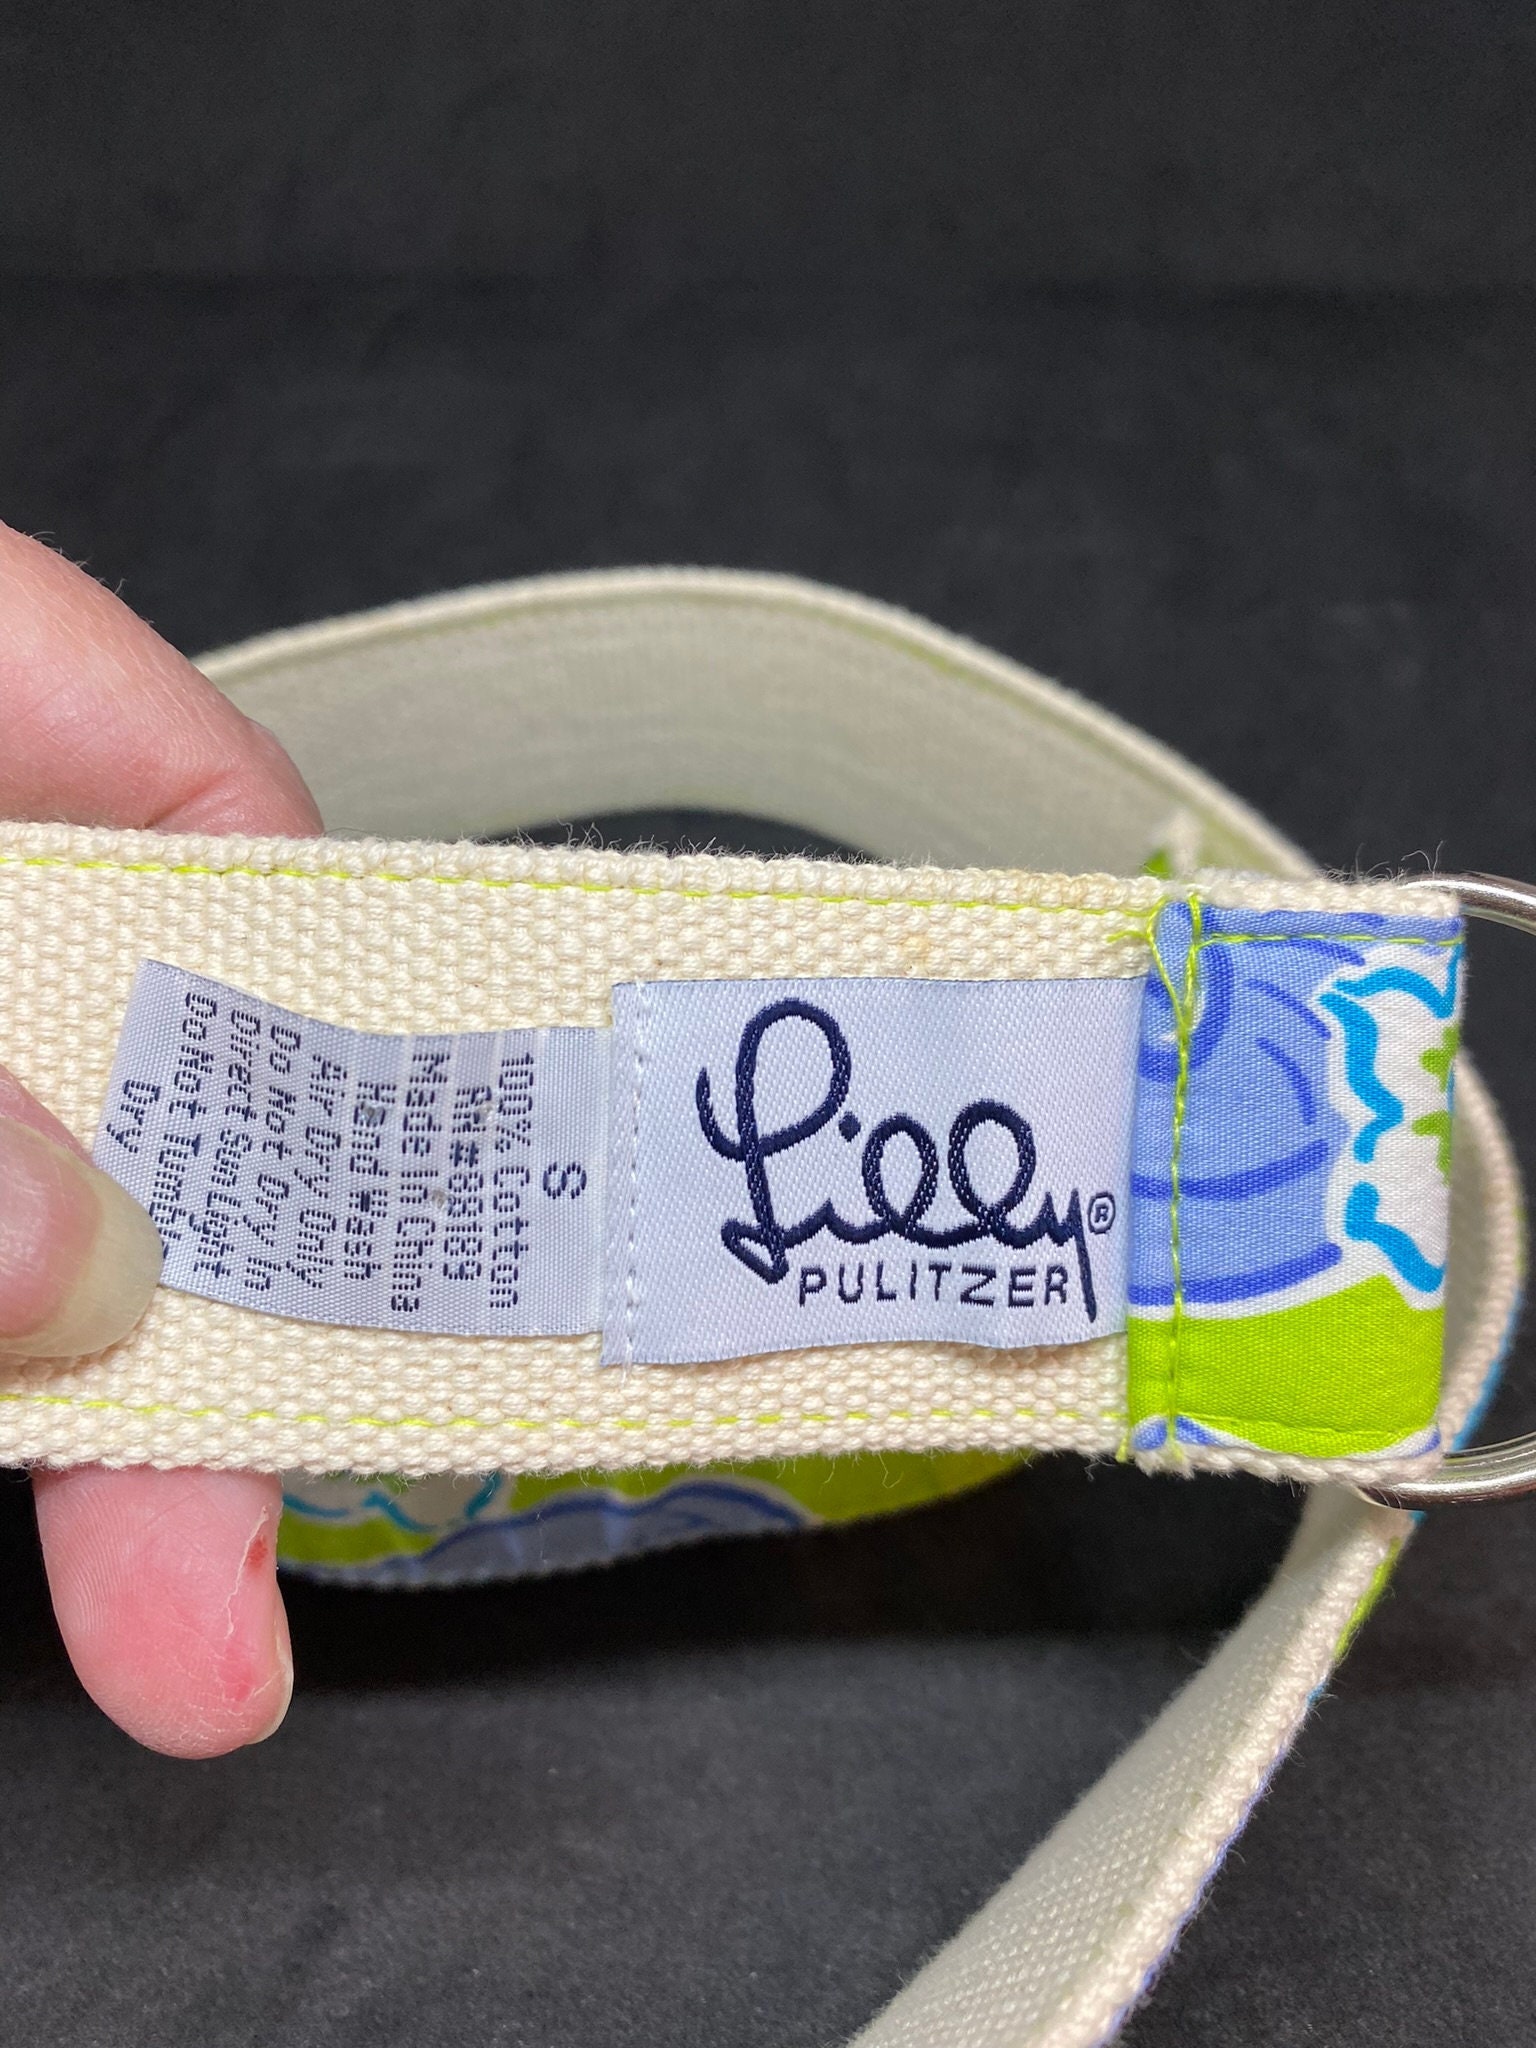 Lilly®
PULITZER
S
100% Cotton
RN#69189
Made In China
Hand Wash
Air Dry Only
Do Not Dry In
Direct SunLight
Do Not Tumble
Dry